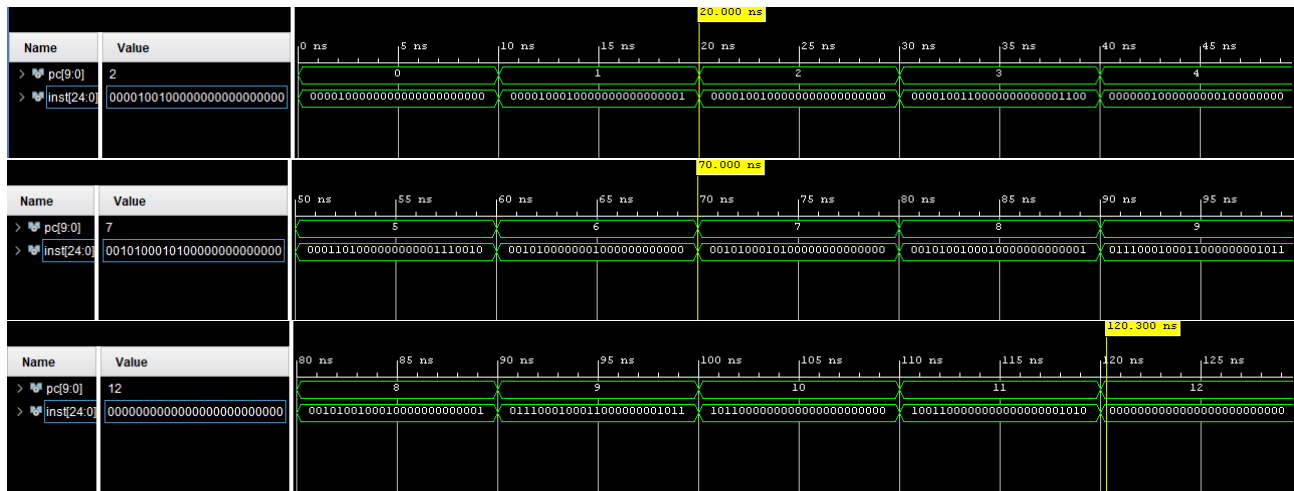 20.000 ns
Name Value 0 ns 5 ns 10 ns 15 ns 20 ns 25 ns 30 ns 35 ns 40 ns 45 ns
> pc[9:0] 2 0 1 2 3 4
> inst[24:0] 0000100100000000000000000 0000100000000000000000000 0000100010000000000000001 0000100100000000000000000 0000100110000000000001100 0000001000000000100000000
70.000 ns
Name Value 50 ns 55 ns 60 ns 65 ns 70 ns 75 ns 80 ns 85 ns 90 ns 95 ns
> pc[9:0] 7 5 6 7 8 9
> inst[24:0] 0010100010100000000000000 0001101000000000001110010 0010100000001000000000000 0010100010100000000000000 0010100100010000000000001 0111000100011000000001011
120.300 ns
Name Value 80 ns 85 ns 90 ns 95 ns 100 ns 105 ns 110 ns 115 ns 120 ns 125 ns
> pc[9:0] 12 8 9 10 11 12
> inst[24:0] 0000000000000000000000000 0010100100010000000000001 0111000100011000000001011 1011000000000000000000000 1001100000000000000001010 0000000000000000000000000